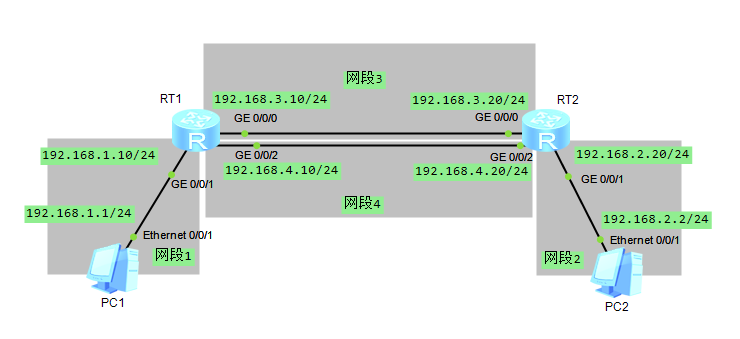 网段3
RT1
192.168.3.10/24
192.168.3.20/24
RT2
GE 0/0/0
GE 0/0/0
R
R
192.168.1.10/24
GE 0/0/2
GE 0/0/2
192.168.2.20/24
192.168.4.10/24
192.168.4.20/24
GE 0/0/1
GE 0/0/1
192.168.1.1/24
网段4
192.168.2.2/24
Ethernet 0/0/1
Ethernet 0/0/1
网段1
网段2
PC1
PC2